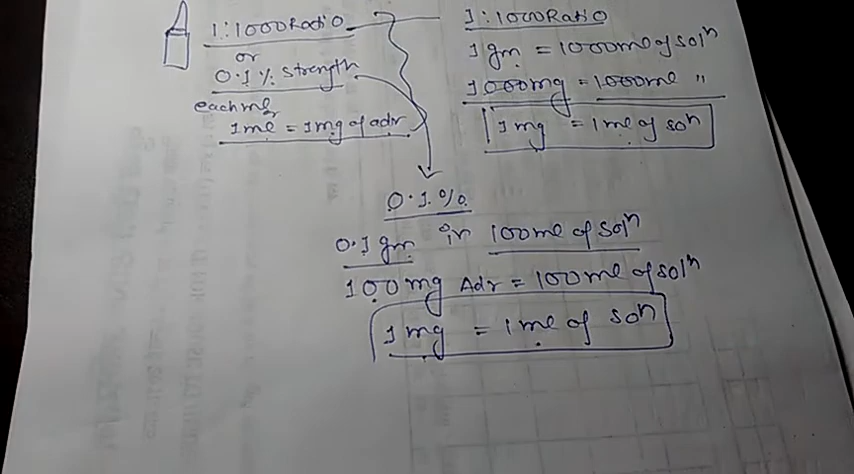 1:1000 Ratio
or
0.1% strength
each ml
1ml = 1mg of adr
1:1000 Ratio
1gm = 1000ml of solⁿ
1000mg = 1000ml "
1mg = 1ml of solⁿ
0.1%
0.1gm in 100ml of solⁿ
100mg Adr = 100ml of solⁿ
1mg = 1ml of solⁿ